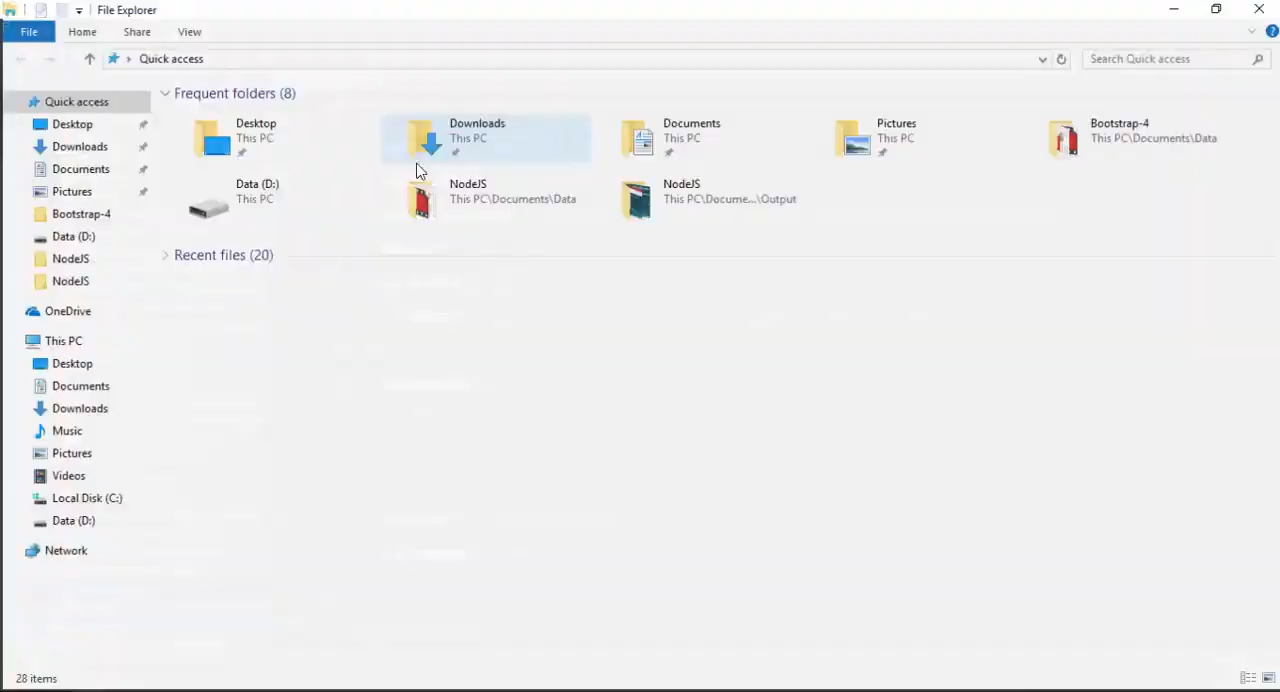 File Explorer
File Home Share View
Quick access
Search Quick access
Quick access
Desktop
Downloads
Documents
Pictures
Bootstrap-4
Data (D:)
NodeJS
NodeJS
OneDrive
This PC
Desktop
Documents
Downloads
Music
Pictures
Videos
Local Disk (C:)
Data (D:)
Network
Frequent folders (8)
Desktop
This PC
Downloads
This PC
Documents
This PC
Pictures
This PC
Bootstrap-4
This PC\Documents\Data
Data (D:)
This PC
NodeJS
This PC\Documents\Data
NodeJS
This PC\Docume...\Output
Recent files (20)
28 items